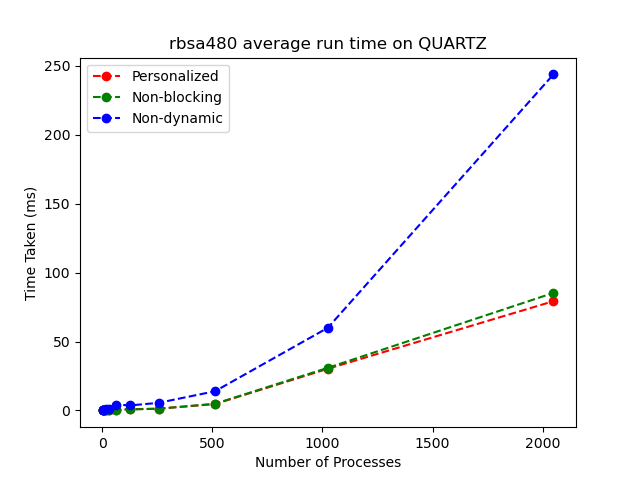 rbsa480 average run time on QUARTZ
Personalized
Non-blocking
Non-dynamic
250
200
150
100
50
0
Time Taken (ms)
0 500 1000 1500 2000
Number of Processes